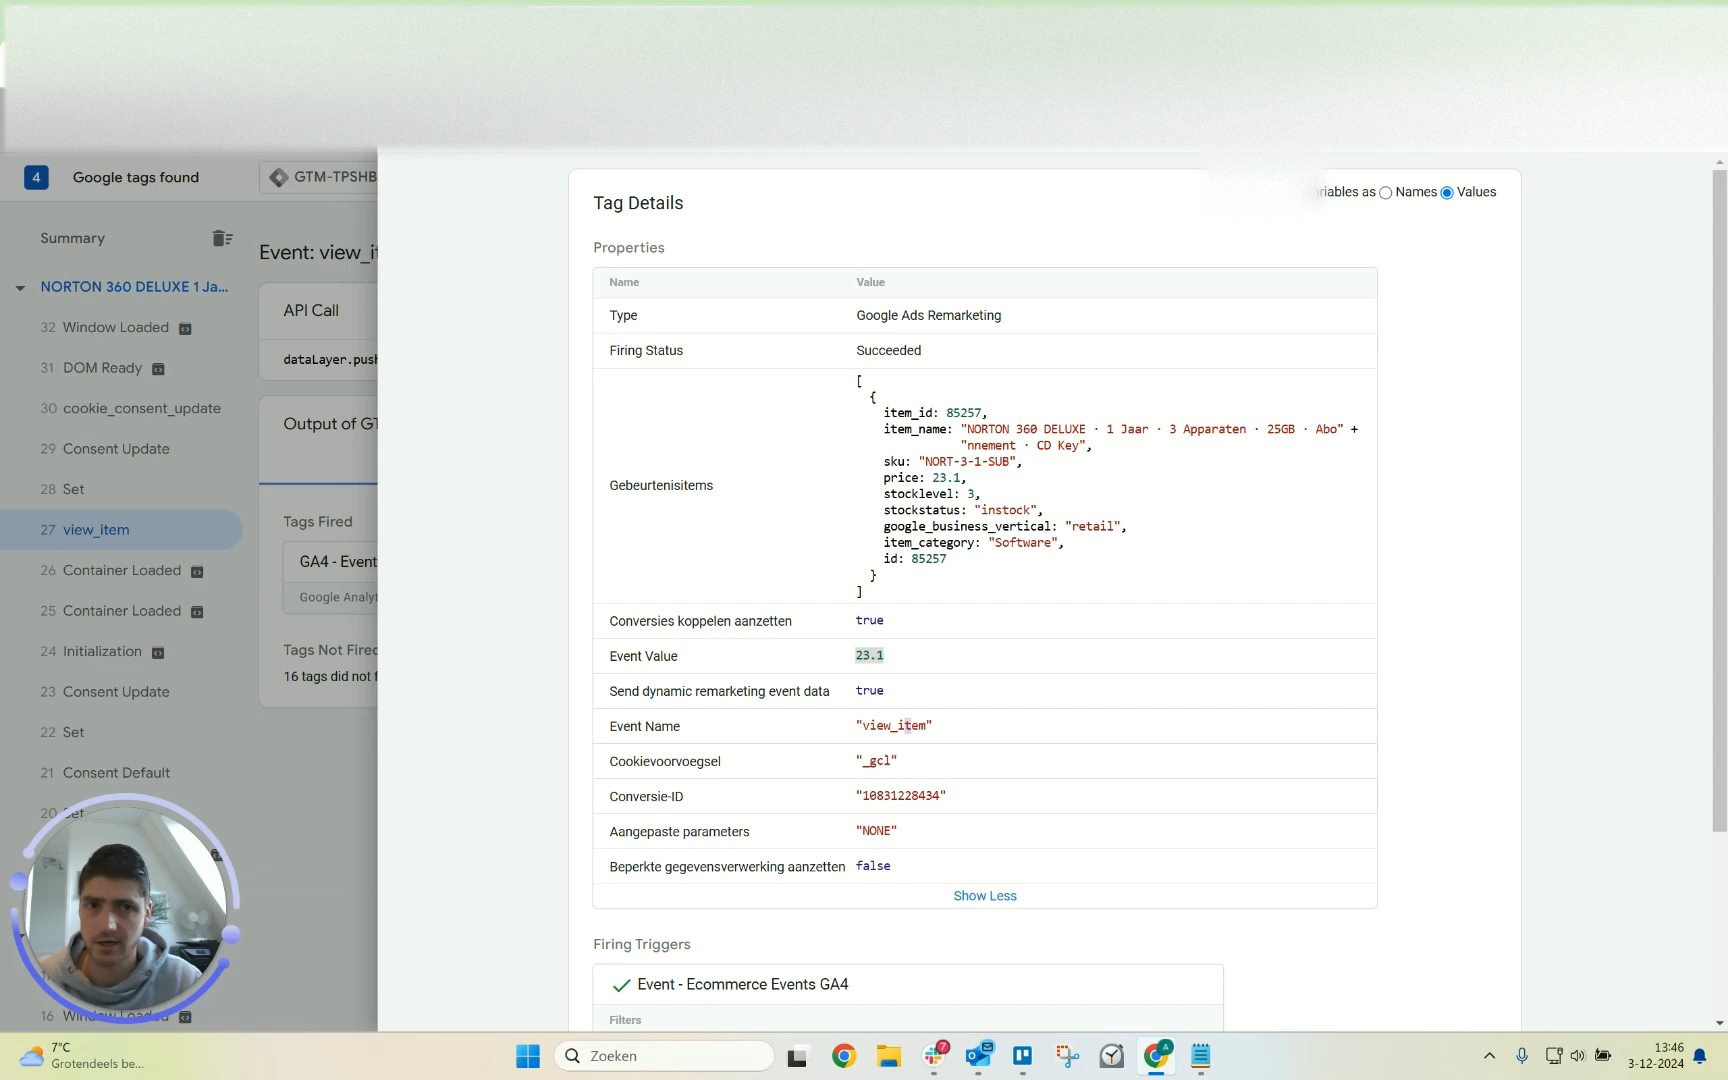 4
Google tags found
GTM-TPSHB
Summary
NORTON 360 DELUXE 1 Ja...
32 Window Loaded
31 DOM Ready
30 cookie_consent_update
29 Consent Update
28 Set
27 view_item
26 Container Loaded
25 Container Loaded
24 Initialization
23 Consent Update
22 Set
21 Consent Default
20 Set
16 Window Loaded
Event: view_it
API Call
dataLayer.push
Output of GT
Tags Fired
GA4 - Event
Google Analyt
Tags Not Fired
16 tags did not f
Tag Details
riables as Names Values
Properties
Name Value
Type Google Ads Remarketing
Firing Status Succeeded
Gebeurtenisitems
[
{
item_id: 85257,
item_name: "NORTON 360 DELUXE · 1 Jaar · 3 Apparaten · 25GB · Abo" +
"nnement · CD Key",
sku: "NORT-3-1-SUB",
price: 23.1,
stocklevel: 3,
stockstatus: "instock",
google_business_vertical: "retail",
item_category: "Software",
id: 85257
}
]
Conversies koppelen aanzetten true
Event Value 23.1
Send dynamic remarketing event data true
Event Name "view_item"
Cookievoorvoegsel "_gcl"
Conversie-ID "10831228434"
Aangepaste parameters "NONE"
Beperkte gegevensverwerking aanzetten false
Show Less
Firing Triggers
Event - Ecommerce Events GA4
Filters
7°C
Grotendeels be...
Zoeken
7
A
13:46
3-12-2024